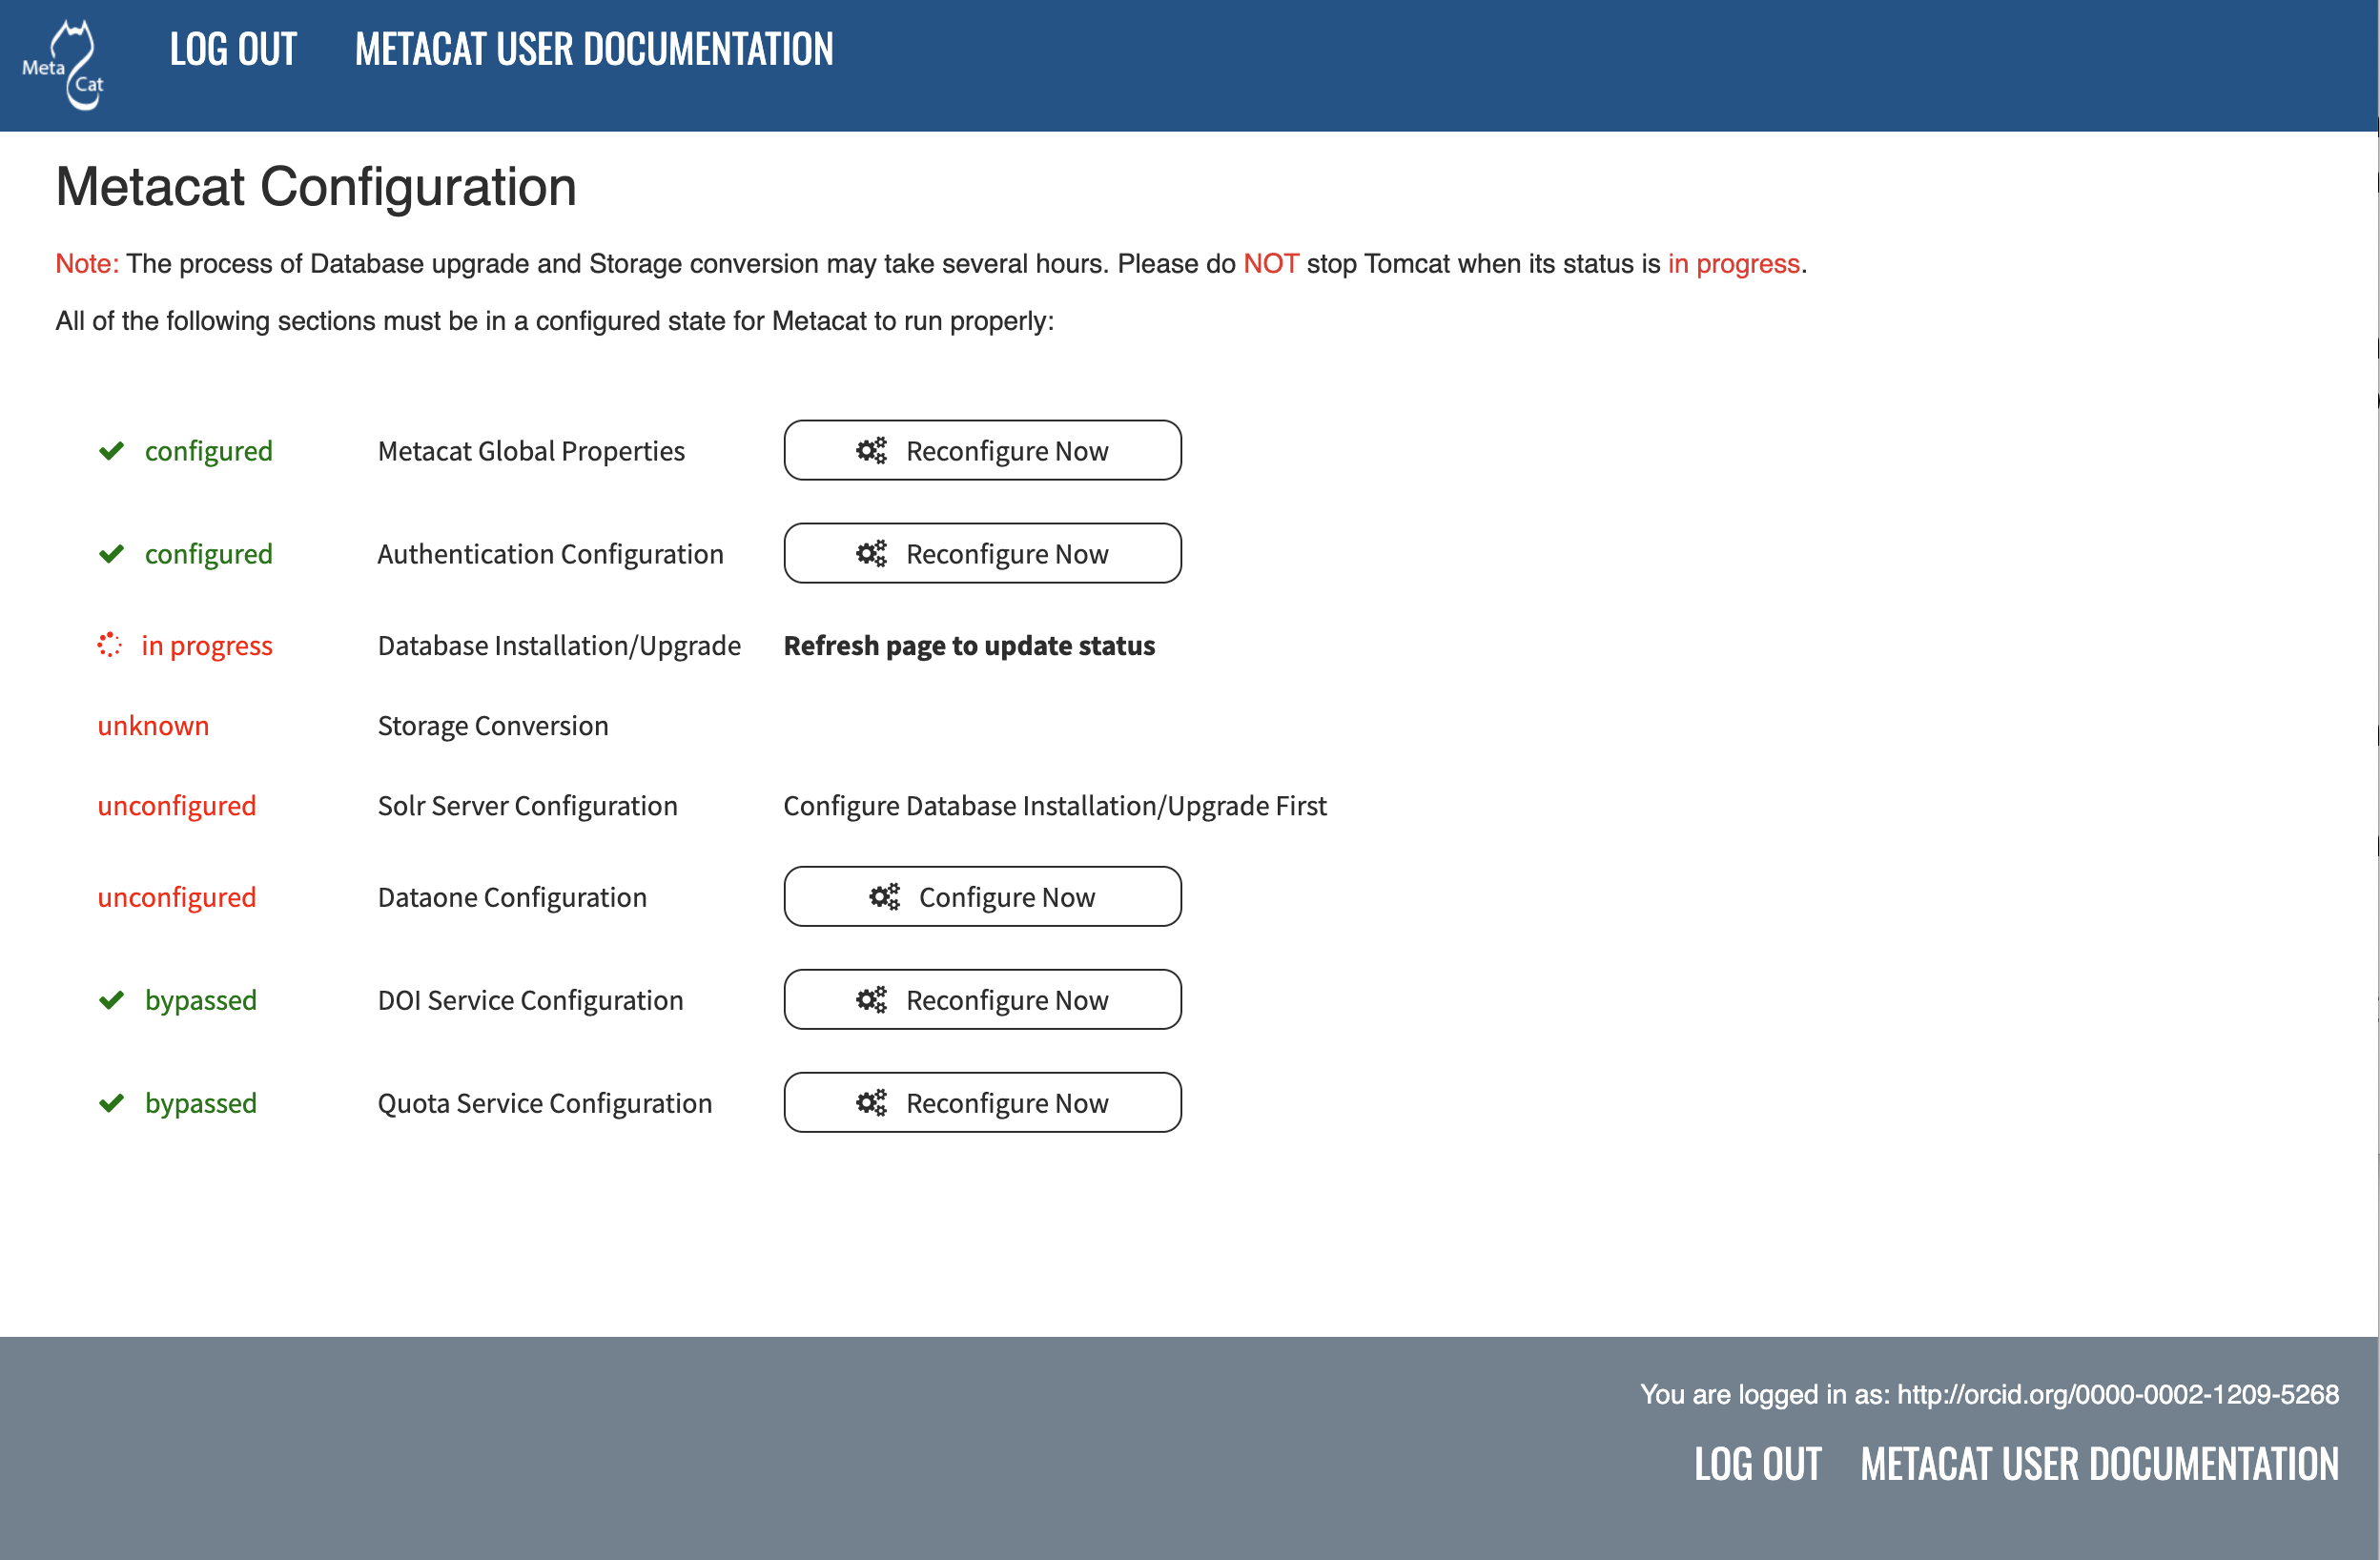 Meta Cat
LOG OUT METACAT USER DOCUMENTATION
Metacat Configuration
Note: The process of Database upgrade and Storage conversion may take several hours. Please do NOT stop Tomcat when its status is in progress.
All of the following sections must be in a configured state for Metacat to run properly:
configured Metacat Global Properties Reconfigure Now
configured Authentication Configuration Reconfigure Now
in progress Database Installation/Upgrade Refresh page to update status
unknown Storage Conversion
unconfigured Solr Server Configuration Configure Database Installation/Upgrade First
unconfigured Dataone Configuration Configure Now
bypassed DOI Service Configuration Reconfigure Now
bypassed Quota Service Configuration Reconfigure Now
You are logged in as: http://orcid.org/0000-0002-1209-5268
LOG OUT METACAT USER DOCUMENTATION